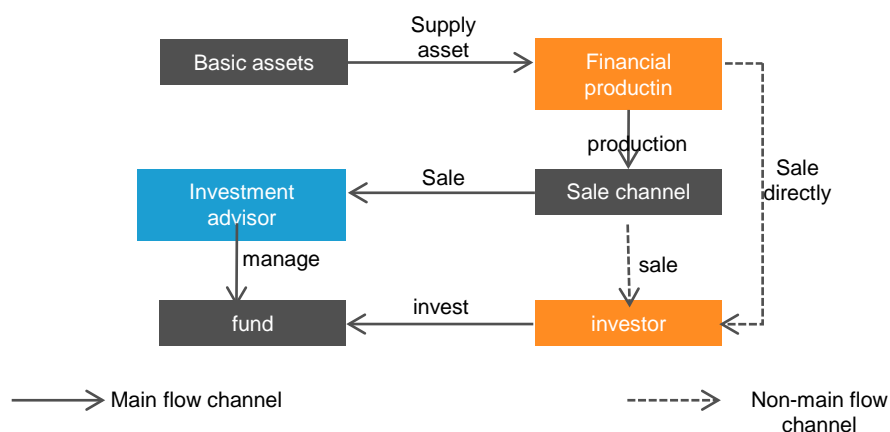 Supply
asset
Basic assets
Financial
productin
production
Investment
advisor
Sale
Sale channel
Sale
directly
manage
sale
fund
invest
investor
Main flow channel
Non-main flow
channel